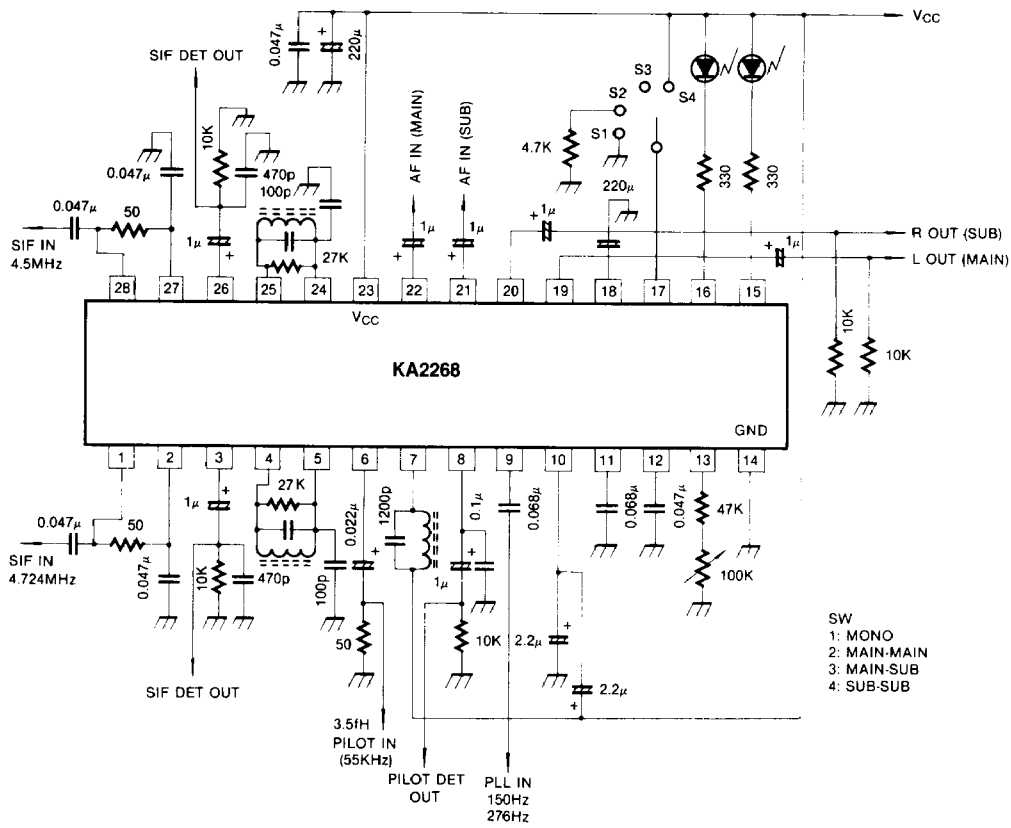 VCC
0.047μ
+
220μ
SIF DET OUT
S3
S2
S4
S1
10K
AF IN (MAIN)
AF IN (SUB)
4.7K
330
330
0.047μ
470p
100p
220μ
0.047μ
50
1μ
+
27K
1μ
+
1μ
+
+
1μ
+
1μ
SIF IN
4.5MHz
R OUT (SUB)
L OUT (MAIN)
28
27
26
25
24
23
22
21
20
19
18
17
16
15
VCC
10K
10K
KA2268
GND
1
2
3
4
5
6
7
8
9
10
11
12
13
14
0.047μ
50
1μ
+
27K
0.022μ
+
1200p
0.1μ
+
1μ
0.068μ
0.068μ
0.047μ
47K
SIF IN
4.724MHz
0.047μ
10K
470p
100p
50
10K
2.2μ
+
100K
2.2μ
+
SIF DET OUT
3.5fH
PILOT IN
(55KHz)
PILOT DET
OUT
PLL IN
150Hz
276Hz
SW
1: MONO
2: MAIN-MAIN
3: MAIN-SUB
4: SUB-SUB